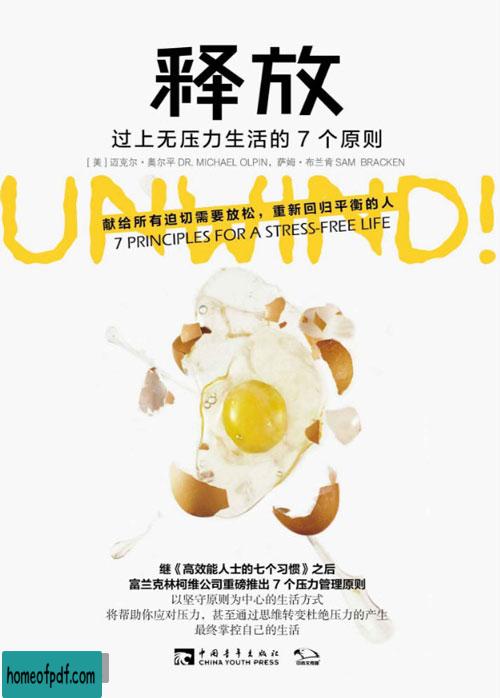 释放
过上无压力生活的 7 个原则
[美] 迈克尔·奥尔平 DR. MICHAEL OLPIN，萨姆·布兰肯 SAM BRACKEN
UNWIND!
献给所有迫切需要放松，重新回归平衡的人
7 PRINCIPLES FOR A STRESS-FREE LIFE
继《高效能人士的七个习惯》之后
富兰克林柯维公司重磅推出 7 个压力管理原则
以坚守原则为中心的生活方式
将帮助你应对压力，甚至通过思维转变杜绝压力的产生
最终掌控自己的生活
中国青年出版社
CHINA YOUTH PRESS
中青文传媒
homeofpdf.com